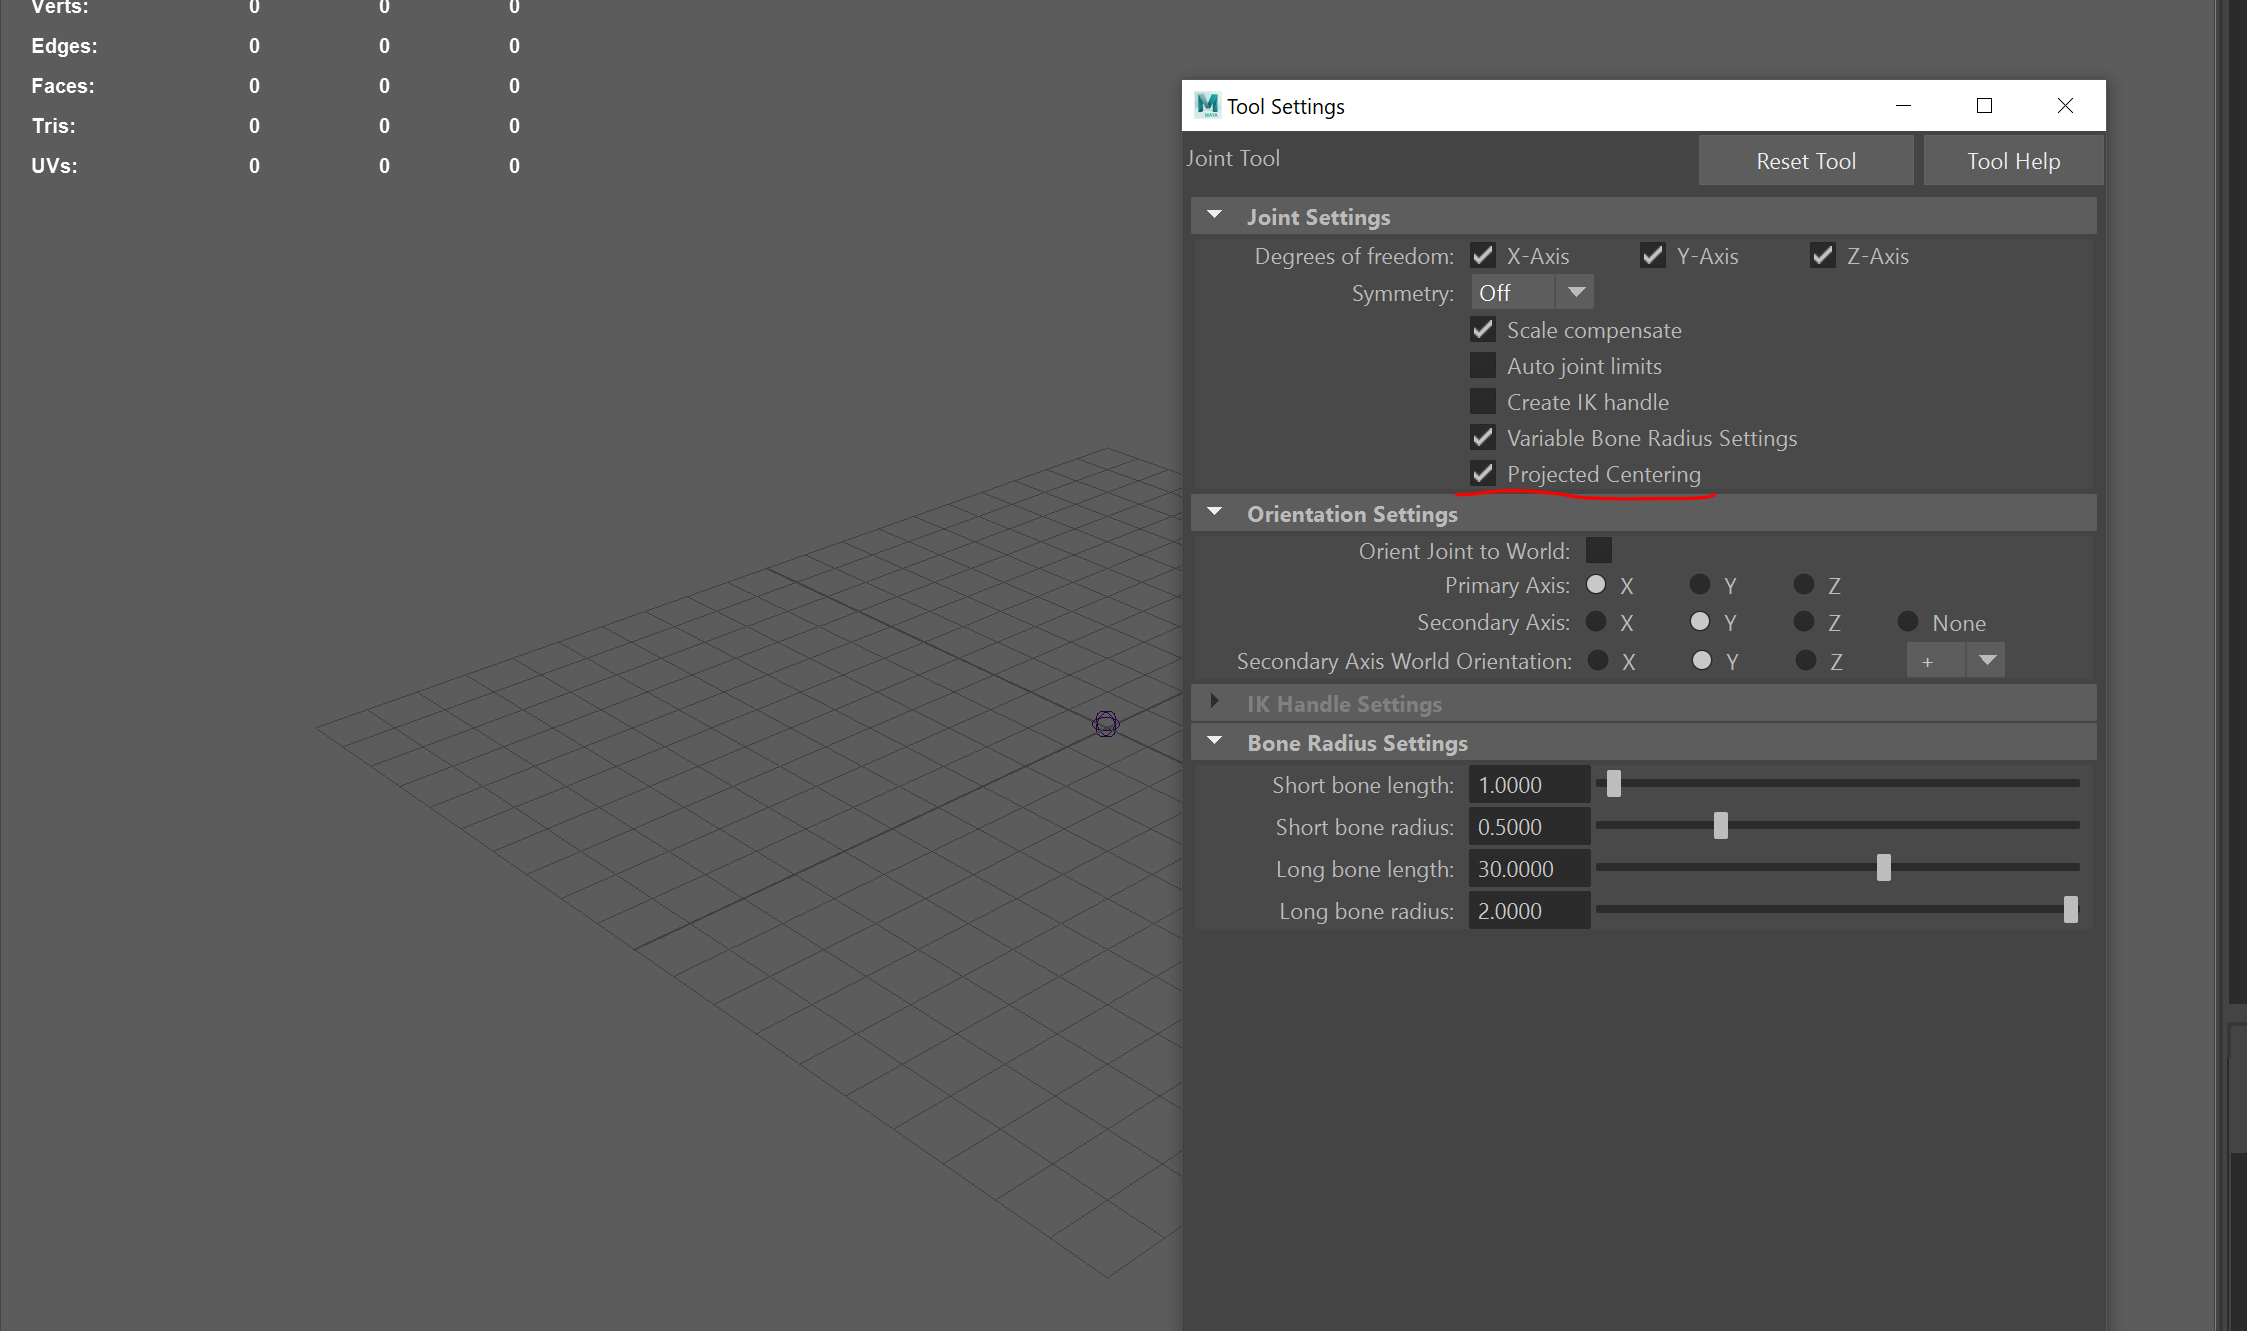 Verts: 0 0 0
Edges: 0 0 0
Faces: 0 0 0
Tris: 0 0 0
UVs: 0 0 0
Tool Settings
Joint Tool Reset Tool Tool Help
Joint Settings
Degrees of freedom: X-Axis Y-Axis Z-Axis
Symmetry: Off
Scale compensate
Auto joint limits
Create IK handle
Variable Bone Radius Settings
Projected Centering
Orientation Settings
Orient Joint to World:
Primary Axis: X Y Z
Secondary Axis: X Y Z None
Secondary Axis World Orientation: X Y Z +
IK Handle Settings
Bone Radius Settings
Short bone length: 1.0000
Short bone radius: 0.5000
Long bone length: 30.0000
Long bone radius: 2.0000